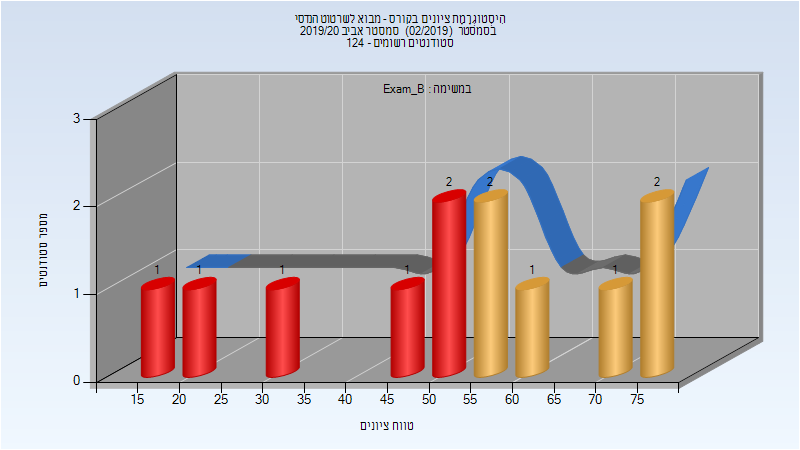 היסטוגרמת ציונים בקורס - מבוא לשרטוט הנדסי
בסמסטר (02/2019) סמסטר אביב 2019/20
סטודנטים רשומים - 124
במשימה : Exam_B
מספר סטודנטים
3
2
1
0
1
1
1
1
2
2
1
1
2
15 20 25 30 35 40 45 50 55 60 65 70 75
טווח ציונים